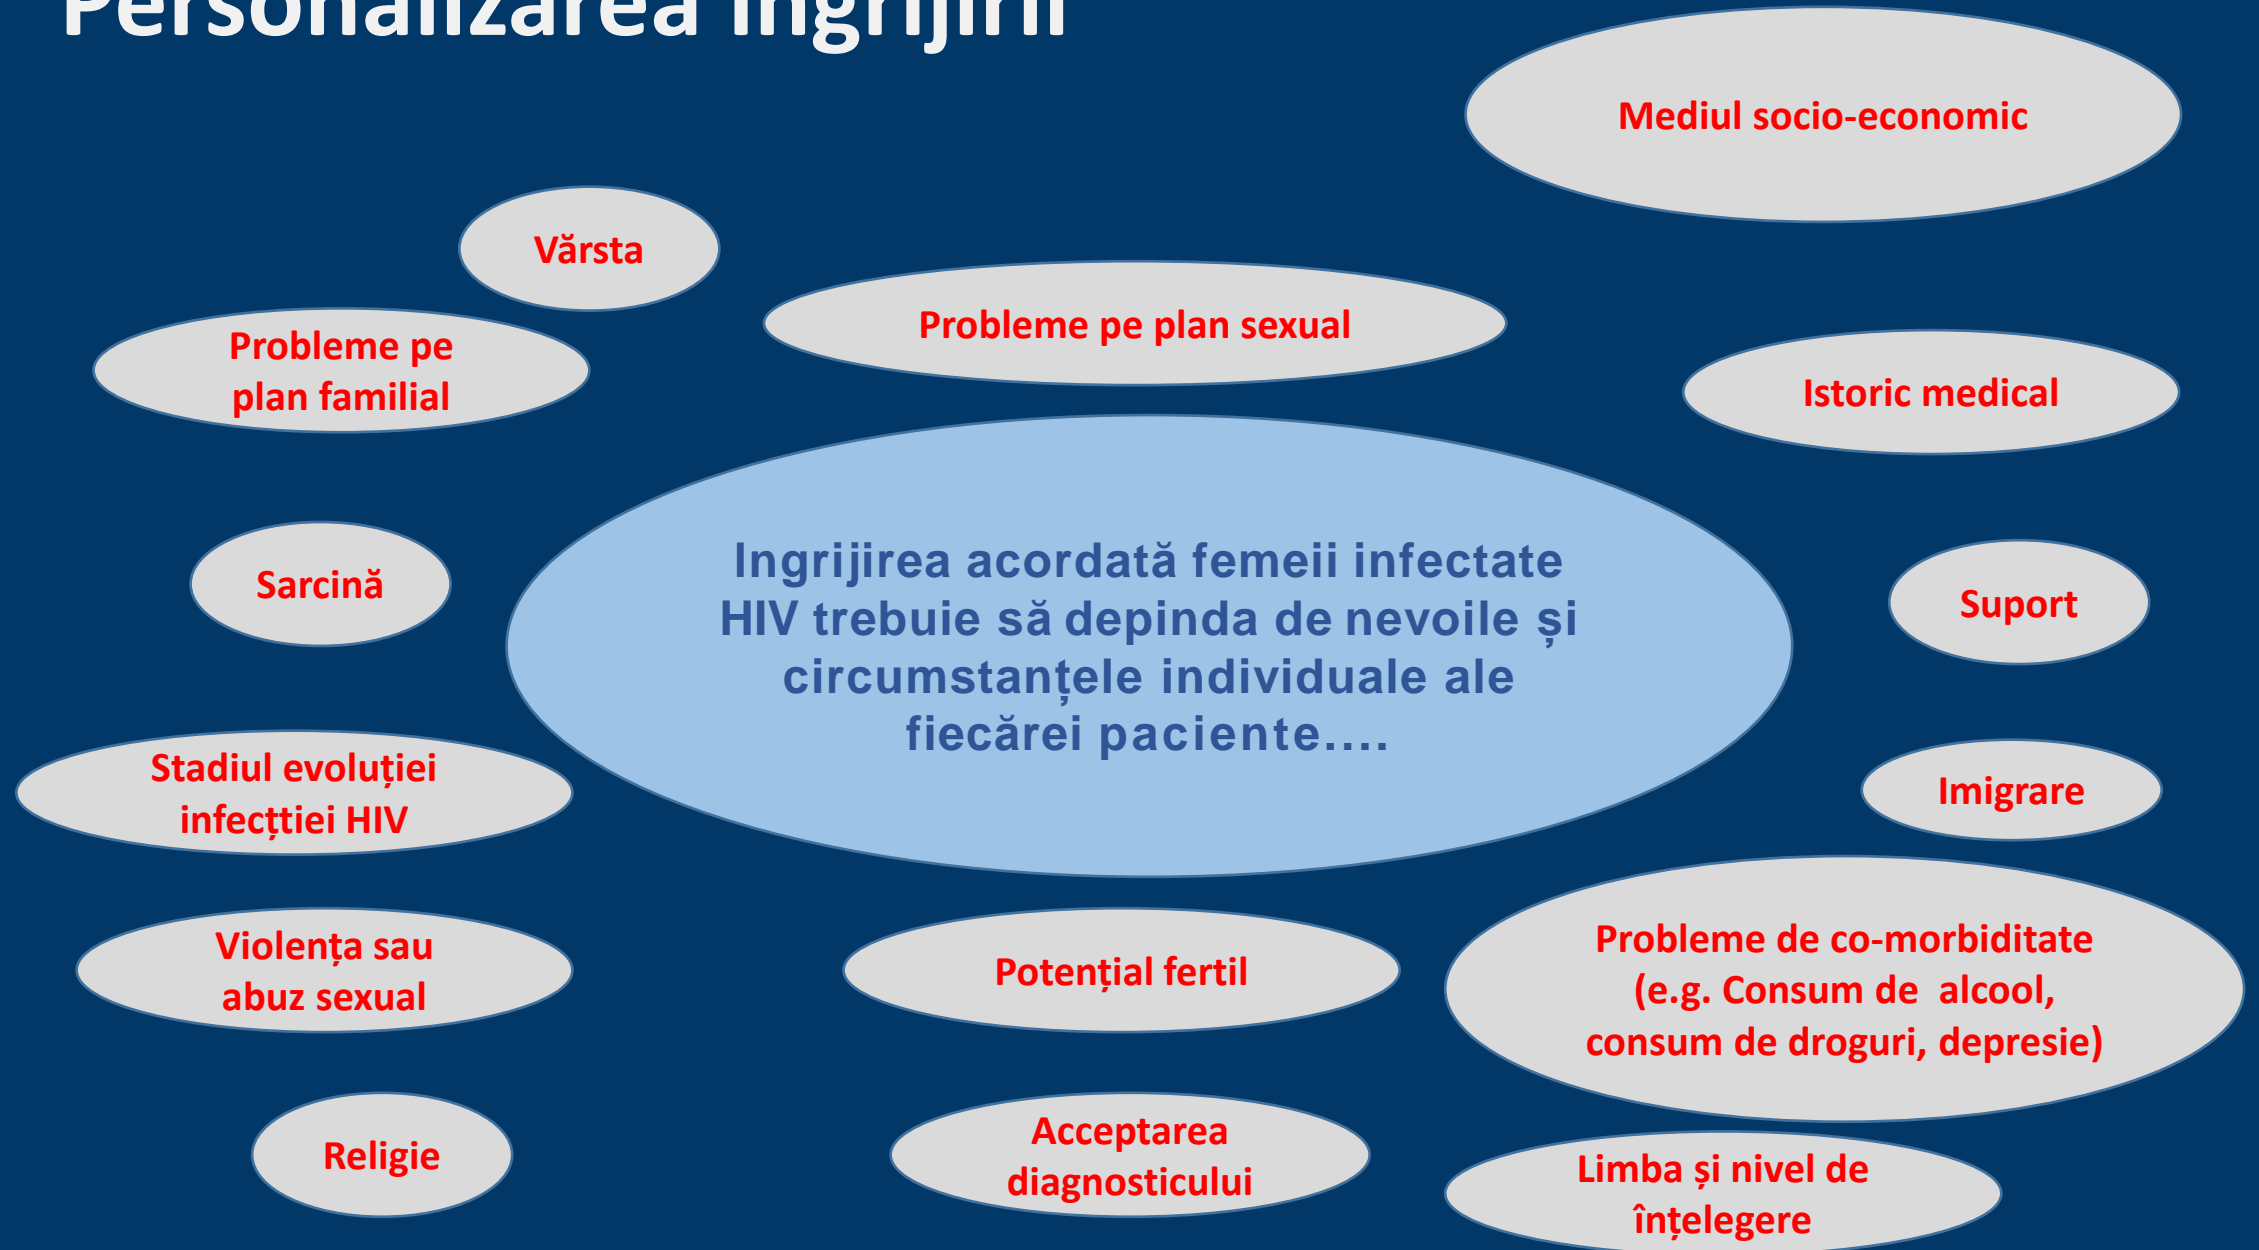 Personalizarea îngrijirii
Mediul socio-economic
Vărsta
Probleme pe plan sexual
Probleme pe
plan familial
Istoric medical
Ingrijirea acordată femeii infectate
HIV trebuie să depinda de nevoile și
circumstanțele individuale ale
fiecărei paciente....
Sarcină
Suport
Stadiul evoluției
infecțtiei HIV
Imigrare
Violența sau
abuz sexual
Potențial fertil
Probleme de co-morbiditate
(e.g. Consum de alcool,
consum de droguri, depresie)
Religie
Acceptarea
diagnosticului
Limba și nivel de
înțelegere